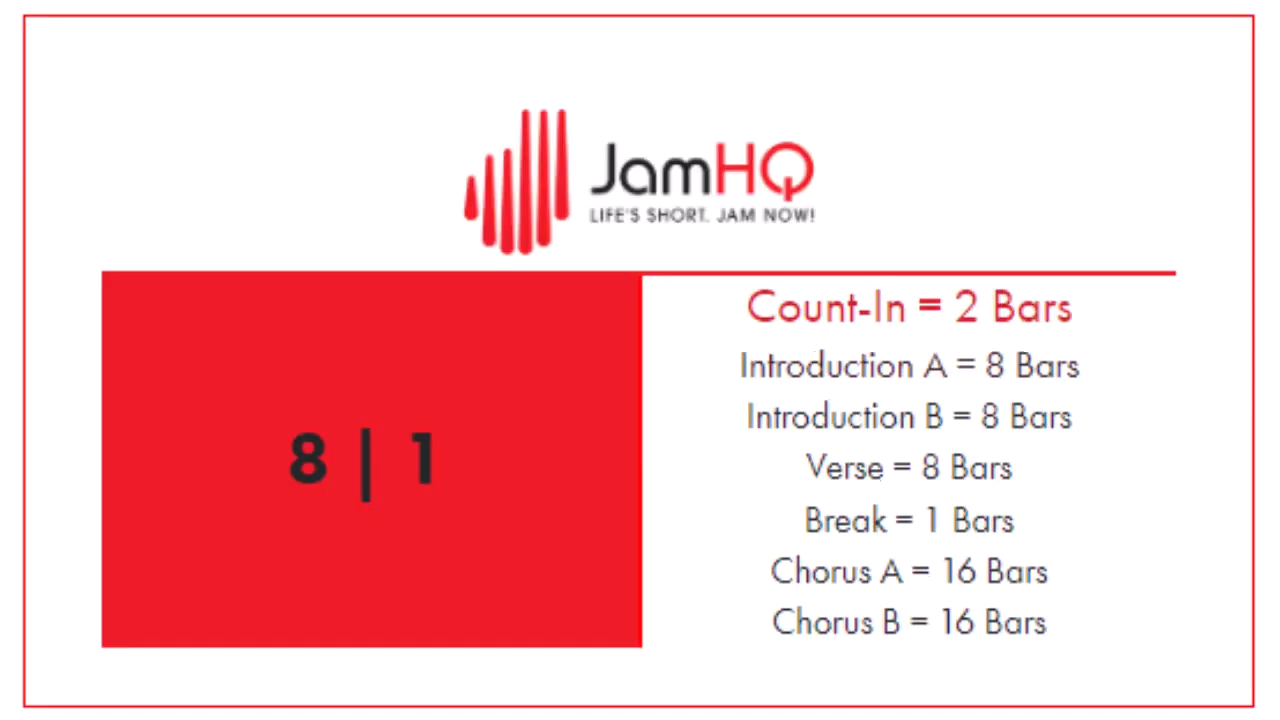 JamHQ
LIFE'S SHORT. JAM NOW!
8 | 1
Count-In = 2 Bars
Introduction A = 8 Bars
Introduction B = 8 Bars
Verse = 8 Bars
Break = 1 Bars
Chorus A = 16 Bars
Chorus B = 16 Bars